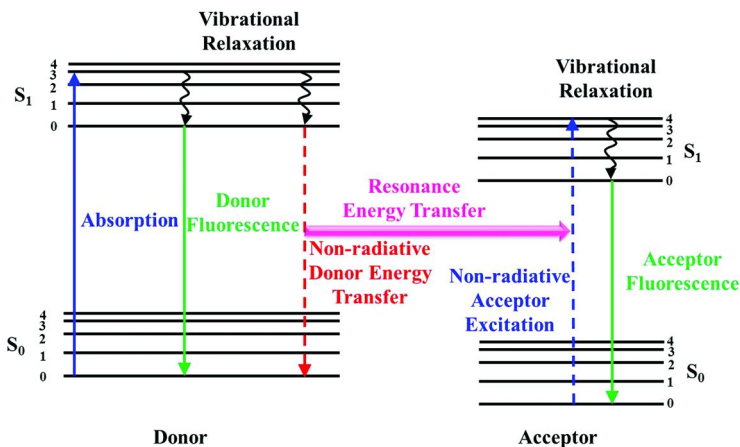 Vibrational
Relaxation
4
3
2
1
0
S1
Absorption
Donor
Fluorescence
Non-radiative
Donor Energy
Transfer
4
3
2
1
0
S0
Donor
Resonance
Energy Transfer
Vibrational
Relaxation
4
3
2
1
0
S1
Non-radiative
Acceptor
Excitation
Acceptor
Fluorescence
4
3
2
1
0
S0
Acceptor